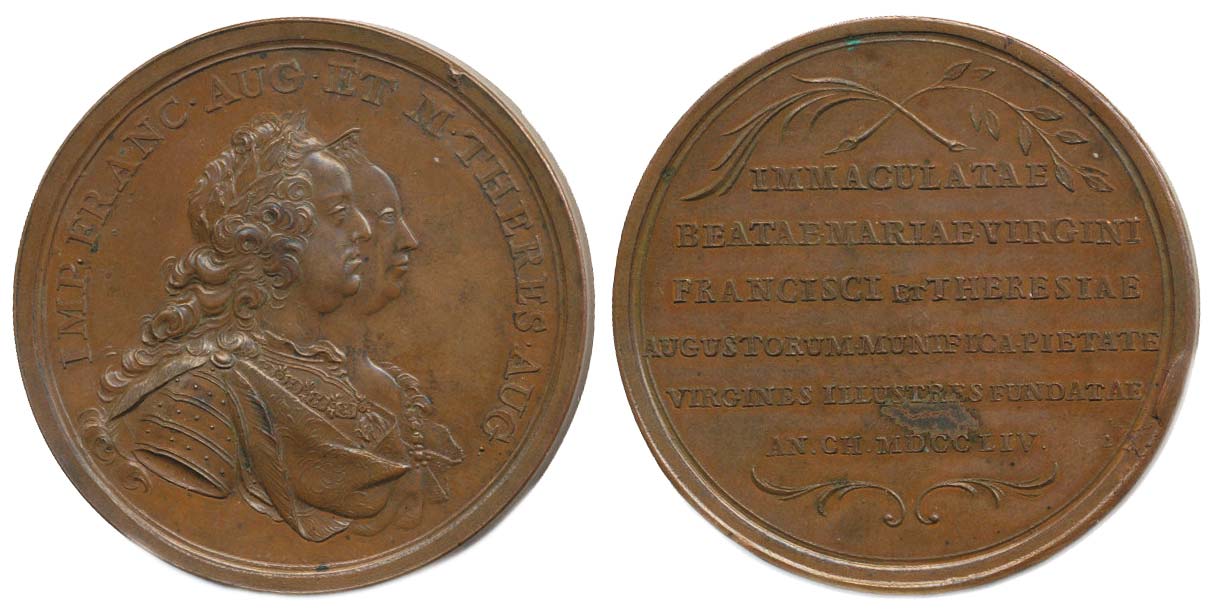 IMP. FRANC · AUG · ET M · THERES · AUG ·
IMMACULATAE
BEATAE · MARIAE · VIRGINI
FRANCISCI ET THERESIAE
AUGUSTORUM · MUNIFICA · PIETATE
VIRGINES ILLUSTRES FUNDATAE
AN. CH. MDCCLIV.